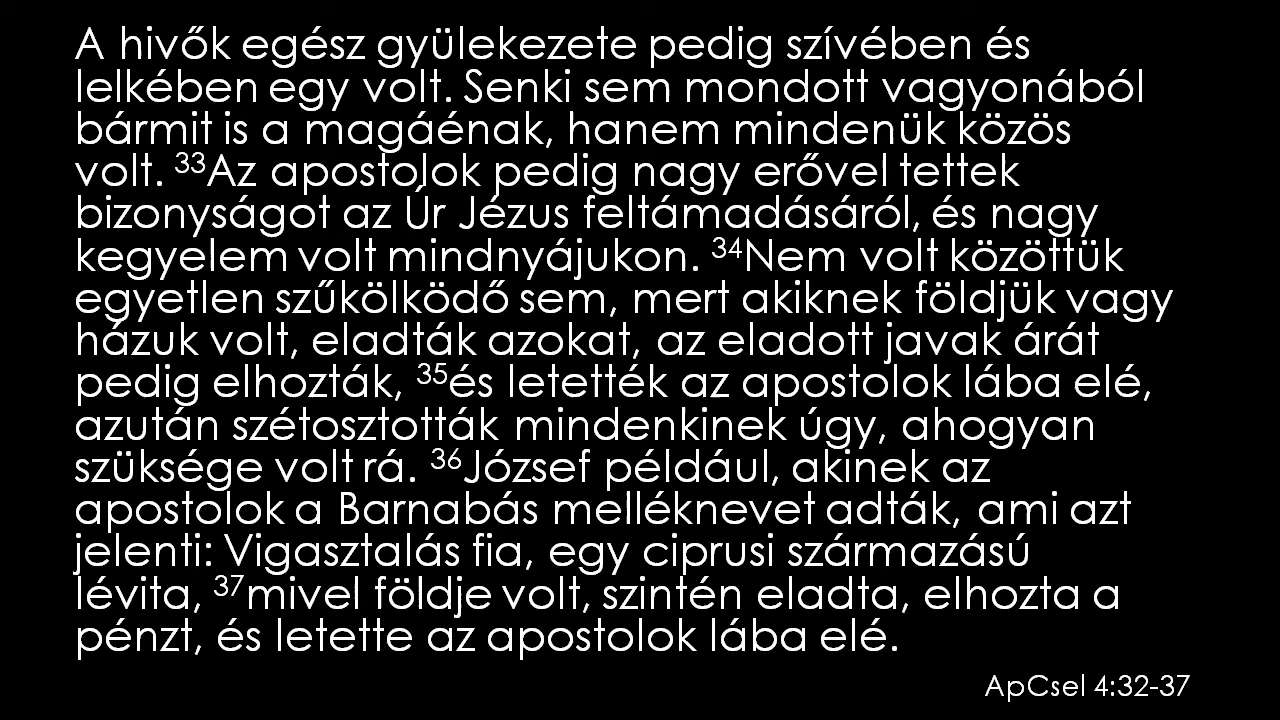 A hivők egész gyülekezete pedig szívében és
lelkében egy volt. Senki sem mondott vagyonából
bármit is a magáénak, hanem mindenük közös
volt. ³³Az apostolok pedig nagy erővel tettek
bizonyságot az Úr Jézus feltámadásáról, és nagy
kegyelem volt mindnyájukon. ³⁴Nem volt közöttük
egyetlen szűkölködő sem, mert akiknek földjük vagy
házuk volt, eladták azokat, az eladott javak árát
pedig elhozták, ³⁵és letették az apostolok lába elé,
azután szétosztották mindenkinek úgy, ahogyan
szüksége volt rá. ³⁶József például, akinek az
apostolok a Barnabás melléknevet adták, ami azt
jelenti: Vigasztalás fia, egy ciprusi származású
lévita, ³⁷mivel földje volt, szintén eladta, elhozta a
pénzt, és letette az apostolok lába elé.
ApCsel 4:32-37